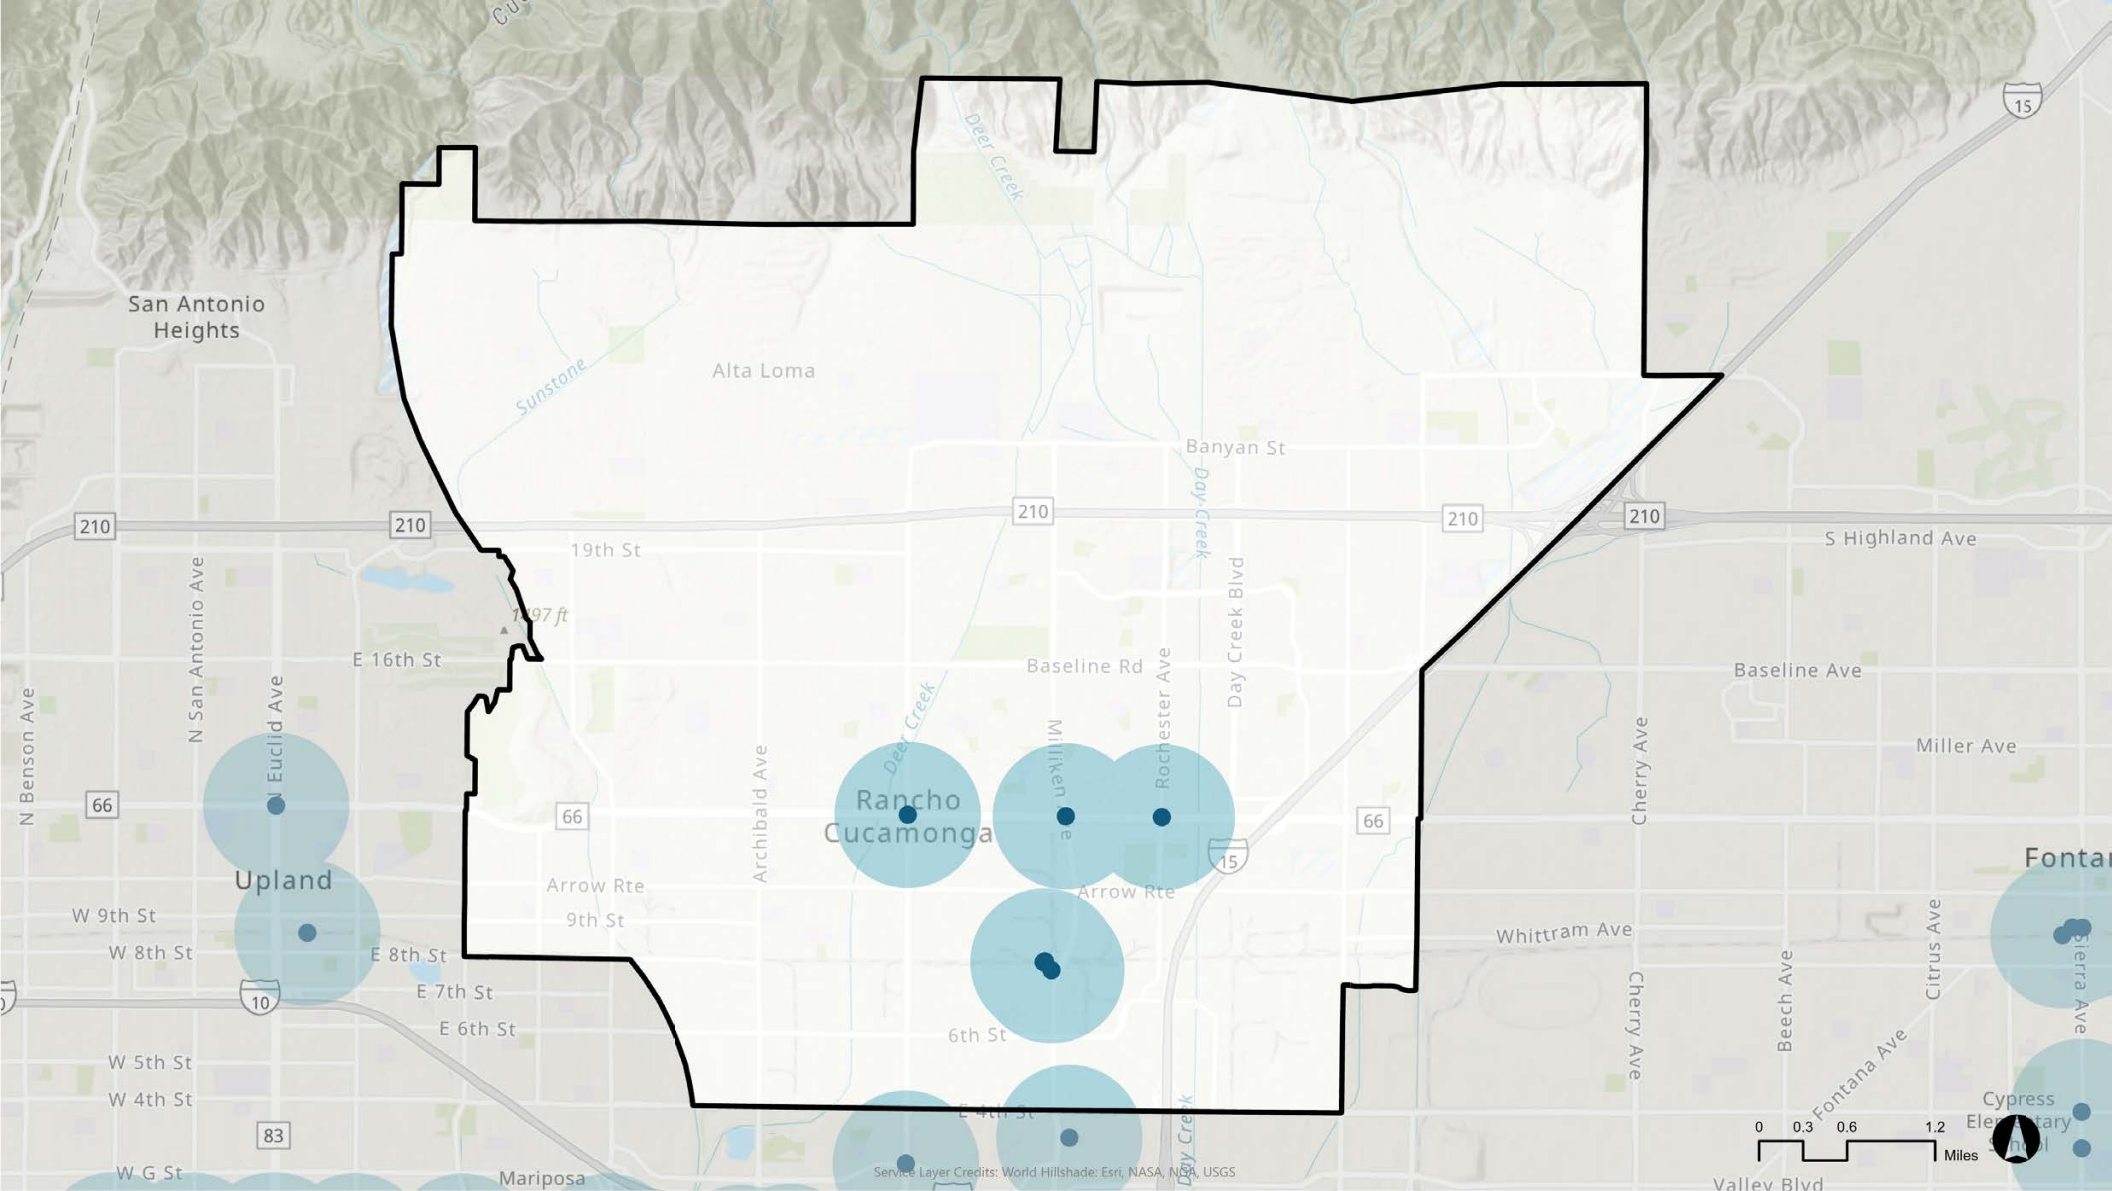 Deer Creek
15
San Antonio
Heights
Sunstone
Alta Loma
Banyan St
Day Creek
210
210
210
210
210
S Highland Ave
19th St
N San Antonio Ave
Day Creek Blvd
E 16th St
Baseline Rd
Baseline Ave
N Benson Ave
N Euclid Ave
Deer Creek
Milliken Ave
Rochester Ave
Cherry Ave
Miller Ave
Archibald Ave
66
66
66
Rancho
Cucamonga
15
Upland
Arrow Rte
Arrow Rte
W 9th St
9th St
Whittram Ave
Citrus Ave
Sierra Ave
W 8th St
E 8th St
E 7th St
10
Cherry Ave
Beech Ave
E 6th St
6th St
W 5th St
Fontana Ave
W 4th St
E 4th St
83
Day Creek
Cypress
Elementary
School
0 0.3 0.6 1.2
Miles
W G St
Mariposa
Service Layer Credits: World Hillshade: Esri, NASA, NGA, USGS
Valley Blvd